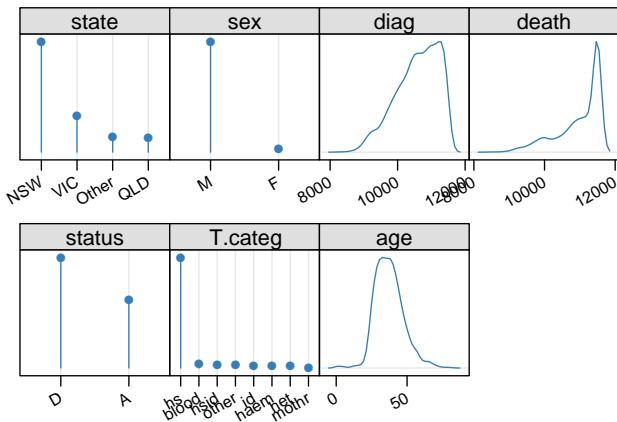 state
sex
diag
death
NSW
VIC
Other
QLD
M
F
8000
10000
12000
8000
10000
12000
status
T.categ
age
D
A
hs
blood
hsid
other
id
haem
het
mothr
0
50